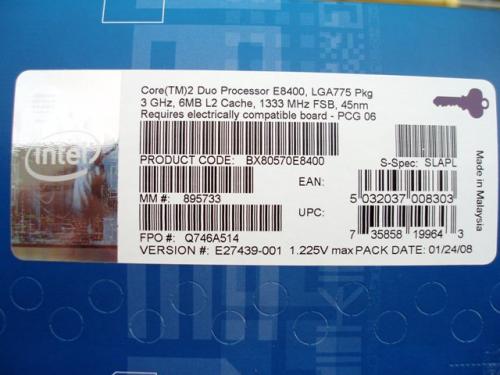 Core(TM)2 Duo Processor E8400, LGA775 Pkg
3 GHz, 6MB L2 Cache, 1333 MHz FSB, 45nm
Requires electrically compatible board - PCG 06
intel
PRODUCT CODE: BX80570E8400
S-Spec: SLAPL
EAN:
5 032037 008303
MM #: 895733
UPC:
7 35858 19964 3
FPO #: Q746A514
VERSION #: E27439-001 1.225V max PACK DATE: 01/24/08
Made in Malaysia